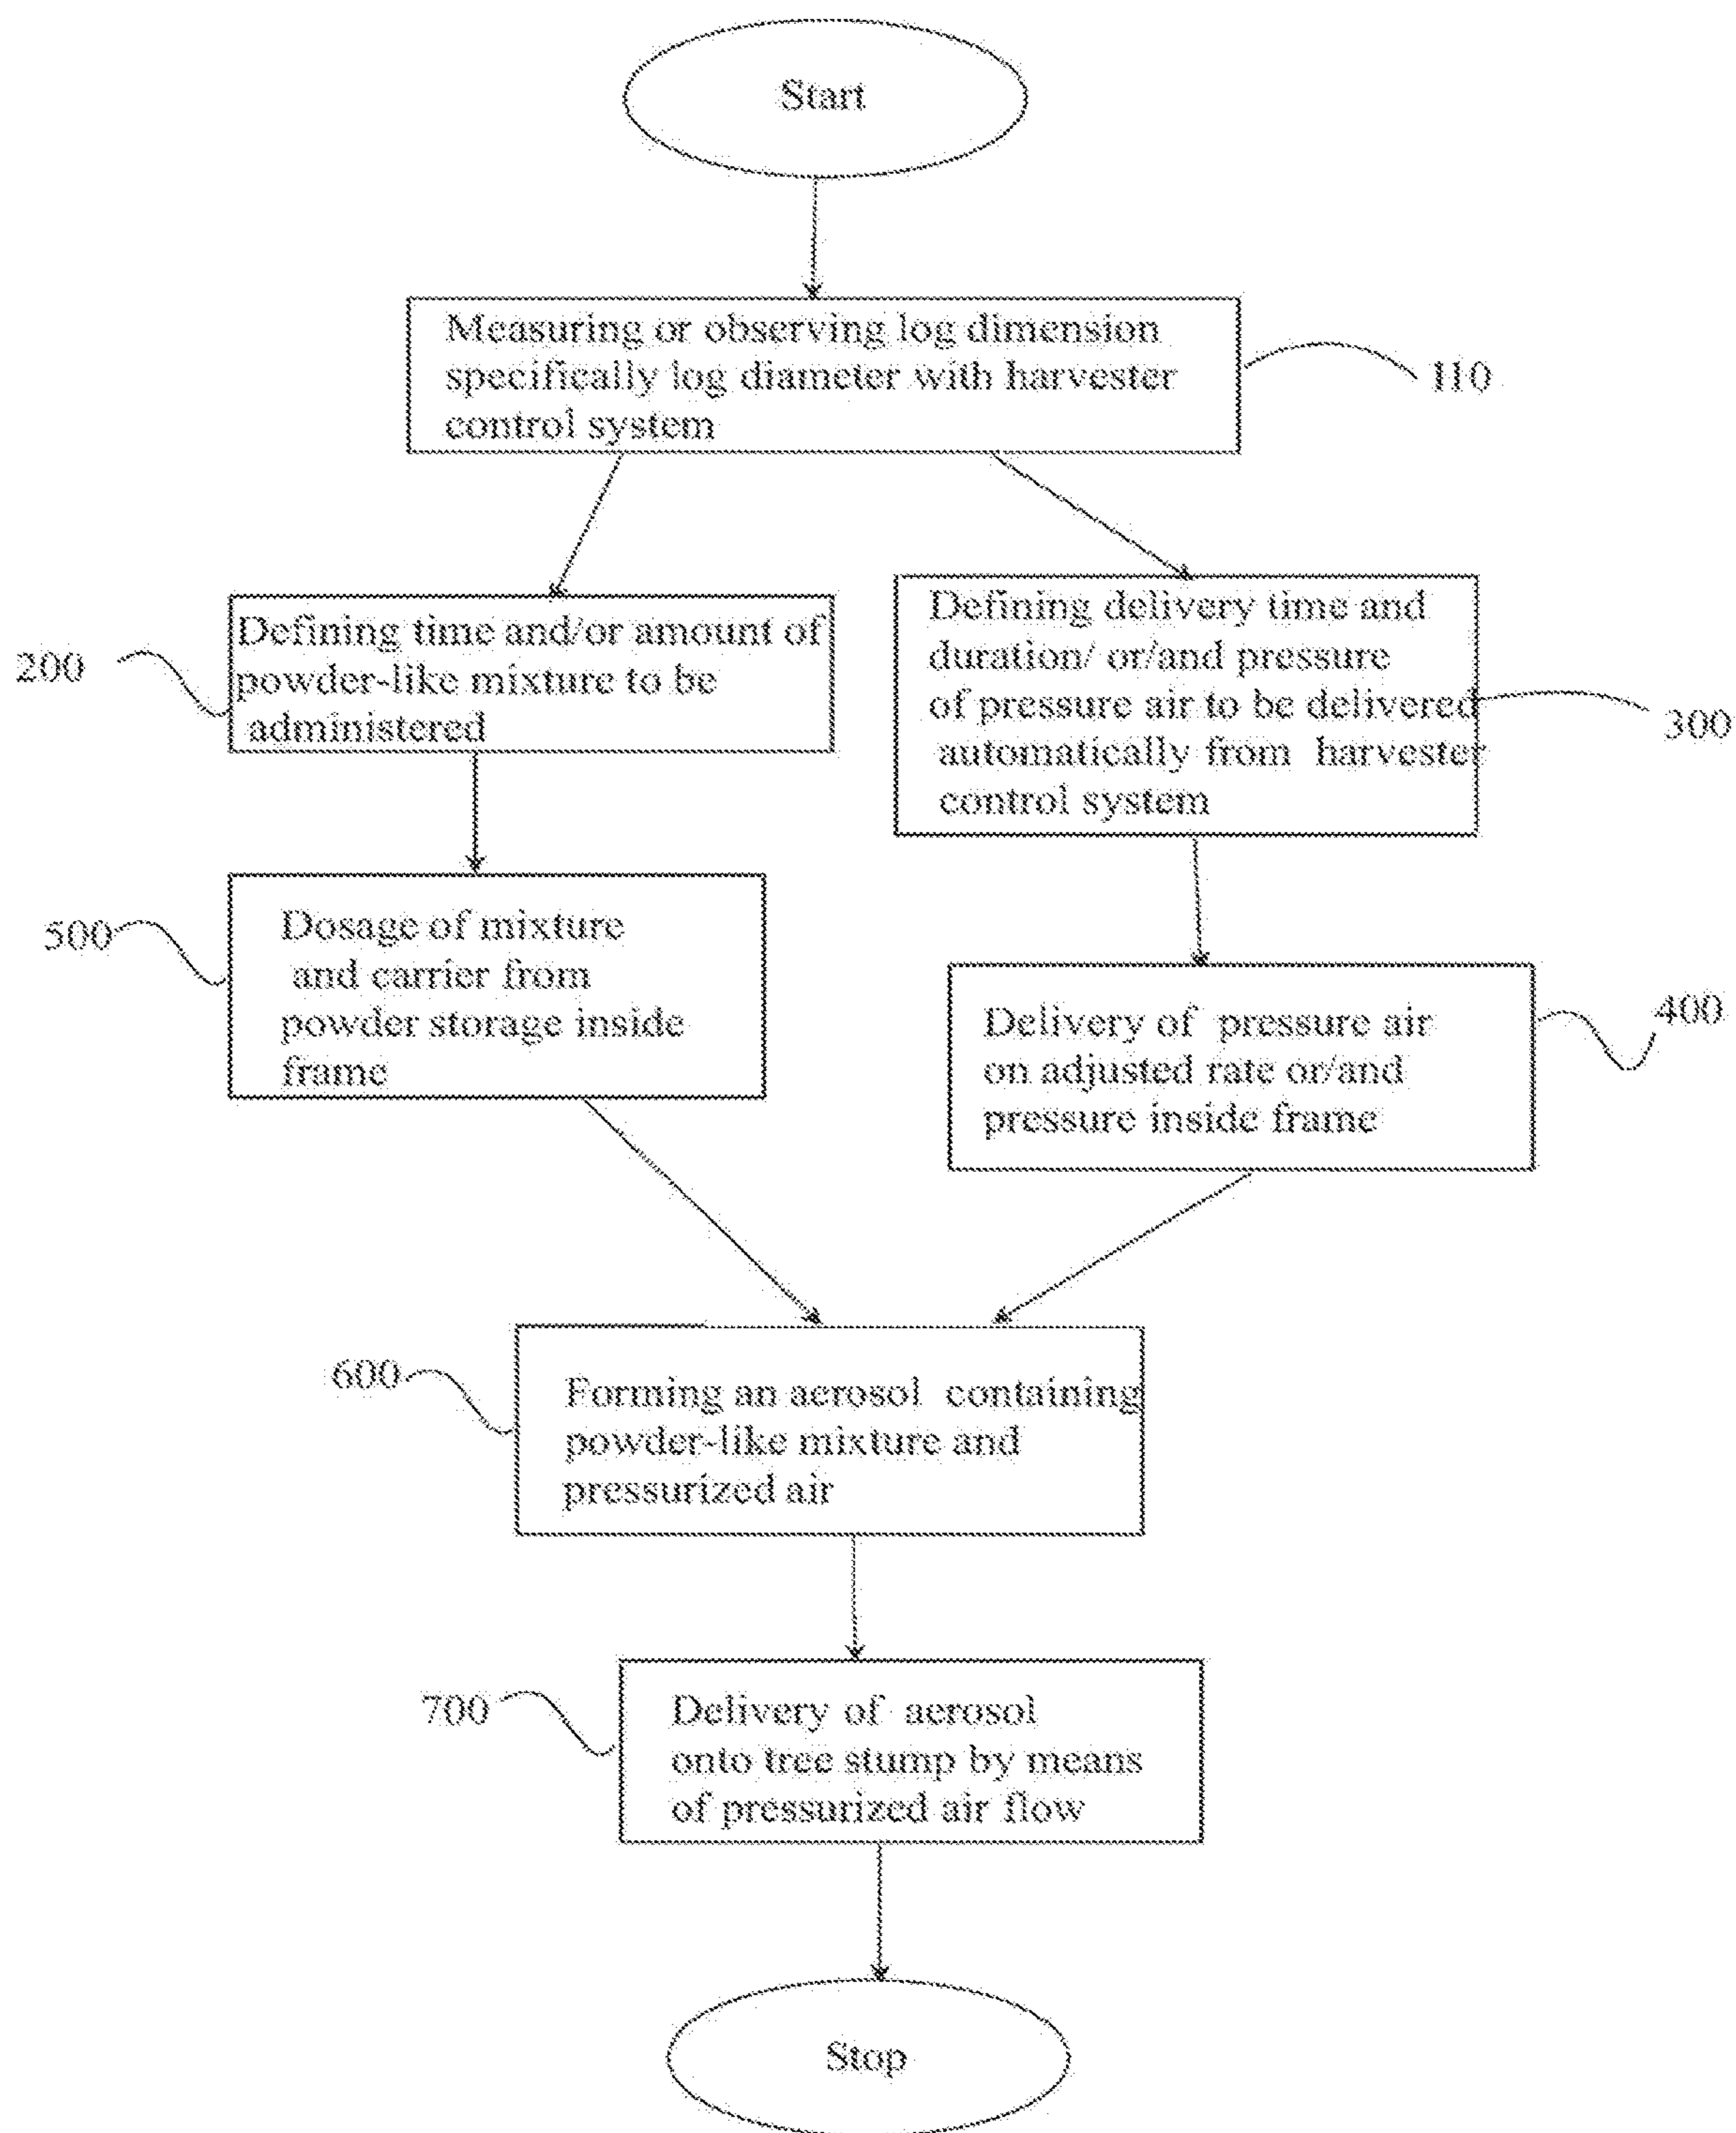 Start
Measuring or observing log dimension
specifically log diameter with harvester
control system
110
Defining time and/or amount of
powder-like mixture to be
administered
200
Defining delivery time and
duration/ or/and pressure
of pressure air to be delivered
automatically from harvester
control system
300
Dosage of mixture
and carrier from
powder storage inside
frame
500
Delivery of pressure air
on adjusted rate or/and
pressure inside frame
400
600
Forming an aerosol containing
powder-like mixture and
pressurized air
700
Delivery of aerosol
onto tree stump by means
of pressurized air flow
Stop